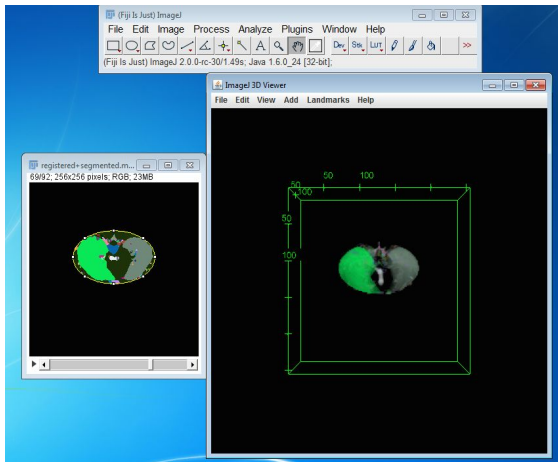 (Fiji Is Just) ImageJ
File Edit Image Process Analyze Plugins Window Help
A Dev Stk LUT >>
(Fiji Is Just) ImageJ 2.0.0-rc-30/1.49s; Java 1.6.0_24 [32-bit];
ImageJ 3D Viewer
File Edit View Add Landmarks Help
registered+segmented.m...
69/92; 256x256 pixels; RGB; 23MB
50 100
50
100
50
100